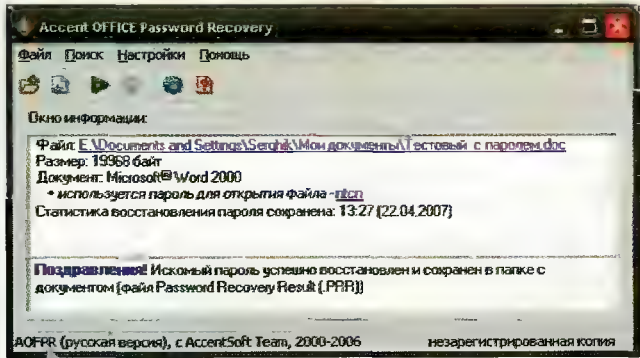 Accent OFFICE Password Recovery
Файл Поиск Настройки Помощь
Окно информации:
Файл: E:\Documents and Settings\Serghik\Мои документы\Тестовый с паролем.doc
Размер: 19968 байт
Документ: Microsoft® Word 2000
• используется пароль для открытия файла - ntcn
Статистика восстановления пароля сохранена: 13:27 (22.04.2007)
Поздравления! Искомый пароль успешно восстановлен и сохранен в папке с
документом (файл Password Recovery Result (.PRR))
AOFPR (русская версия), c AccentSoft Team, 2000-2006 незарегистрированная копия